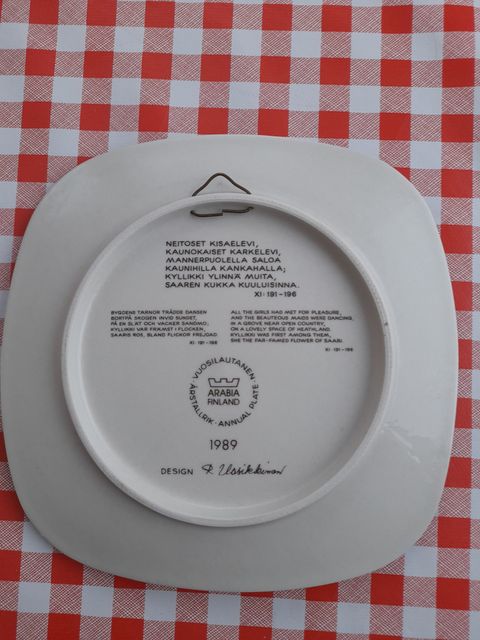 NEITOSET KISAELEVI,
KAUNOKAISET KARKELEVI,
MANNERPUOLELLA SALOA
KAUNIHILLA KANKAHALLA;
KYLLIKKI YLINNÄ MUITA,
SAAREN KUKKA KUULUISINNA.
XI: 191-196
BYGDENS TÄRNOR TRÄDDE DANSEN
BORTPÅ SKOGEN INVID SUNDET,
PÅ EN SLÄT OCH VACKER SANDMO,
KYLLIKKI VAR FRÄMST I FLOCKEN,
SAARIS ROS, BLAND FLICKOR FREJDAD.
XI: 191-196
ALL THE GIRLS HAD MET FOR PLEASURE,
AND THE BEAUTEOUS MAIDS WERE DANCING,
IN A GROVE NEAR OPEN COUNTRY,
ON A LOVELY SPACE OF HEATHLAND.
KYLLIKKI WAS FIRST AMONG THEM,
SHE THE FAR-FAMED FLOWER OF SAARI.
XI: 191-196
VUOSILAUTANEN·
ÅRSTALLRIK·ANNUAL PLATE·
ARABIA
FINLAND
1989
DESIGN R. Uosikkinen